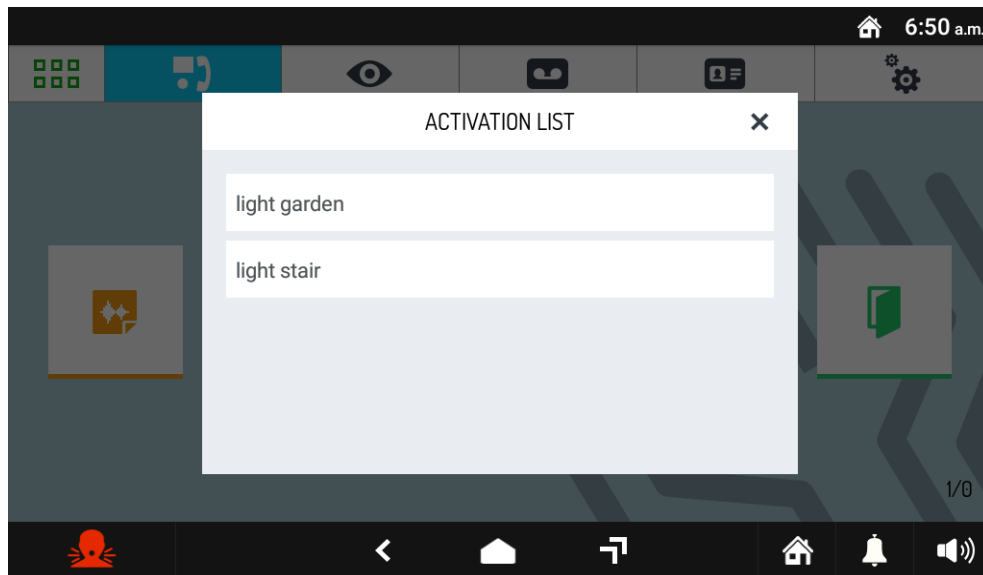 6:50 a.m.
ACTIVATION LIST
light garden
light stair
1/0